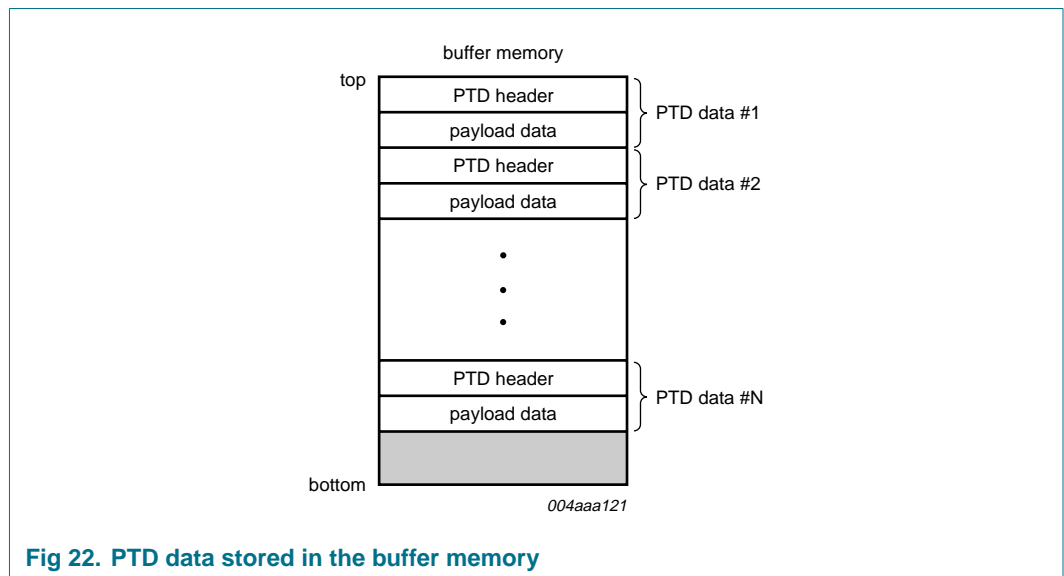 buffer memory
top
PTD header
PTD data #1
payload data
PTD header
PTD data #2
payload data
PTD header
PTD data #N
payload data
bottom
004aaa121
Fig 22. PTD data stored in the buffer memory